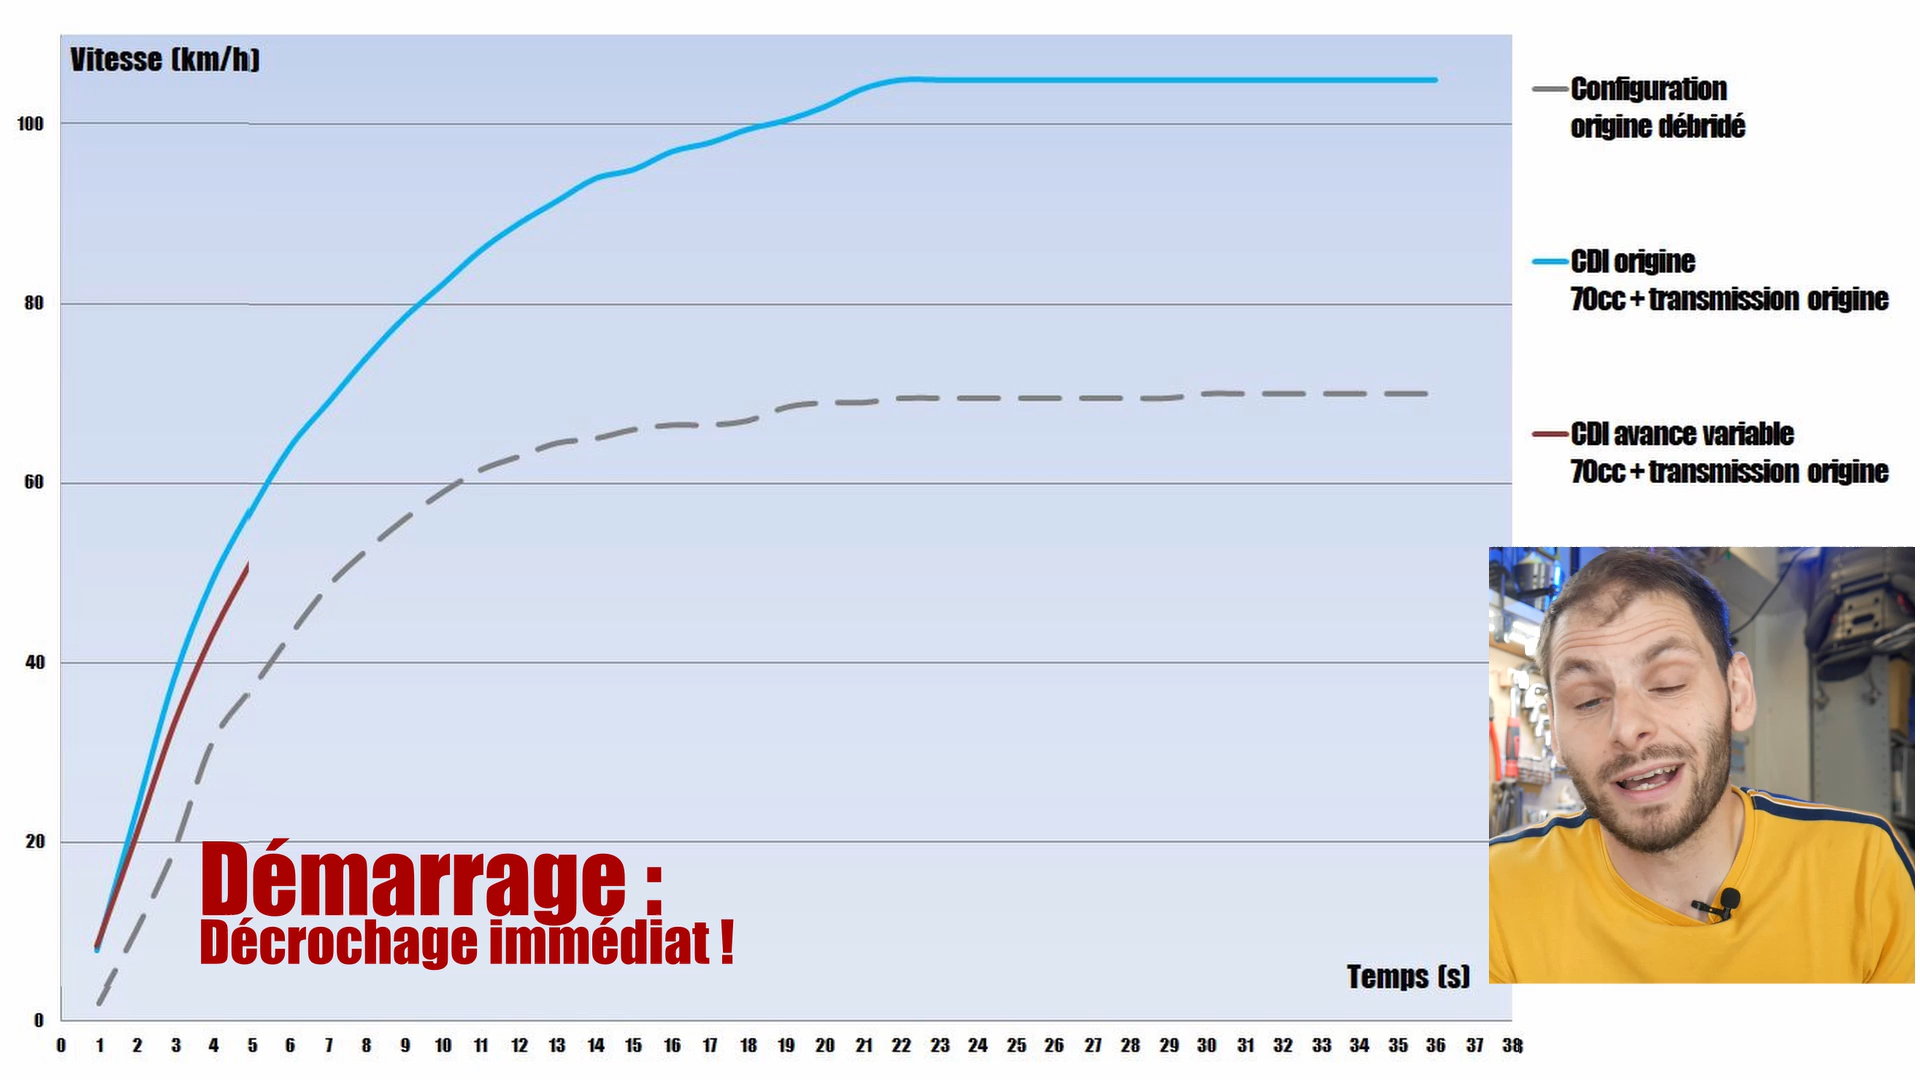 Vitesse (km/h)
100
80
60
40
20
0
0 1 2 3 4 5 6 7 8 9 10 11 12 13 14 15 16 17 18 19 20 21 22 23 24 25 26 27 28 29 30 31 32 33 34 35 36 37 38
Temps (s)
Démarrage :
Décrochage immédiat !
Configuration
origine débridé
CDI origine
70cc + transmission origine
CDI avance variable
70cc + transmission origine